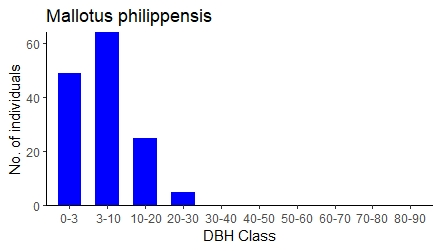 Mallotus philippensis
No. of individuals
60
40
20
0
0-3 3-10 10-20 20-30 30-40 40-50 50-60 60-70 70-80 80-90
DBH Class